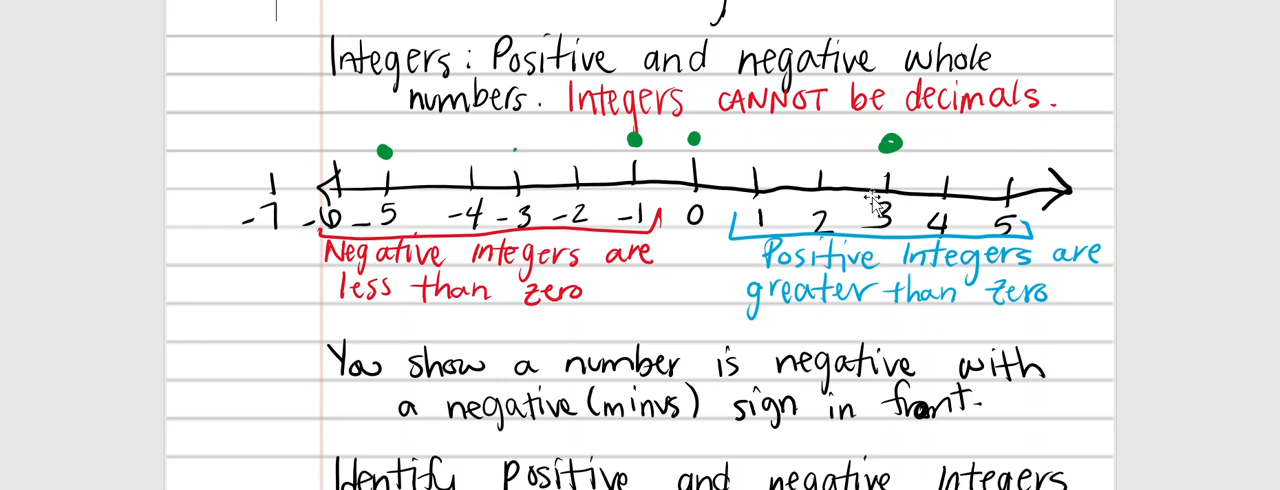 Integers: Positive and negative whole
numbers. Integers CANNOT be decimals.
-7 -6 -5 -4 -3 -2 -1 0 1 2 3 4 5
Negative Integers are
less than zero
Positive Integers are
greater than zero
You show a number is negative with
a negative (minus) sign in front.
Identify positive and negative Integers